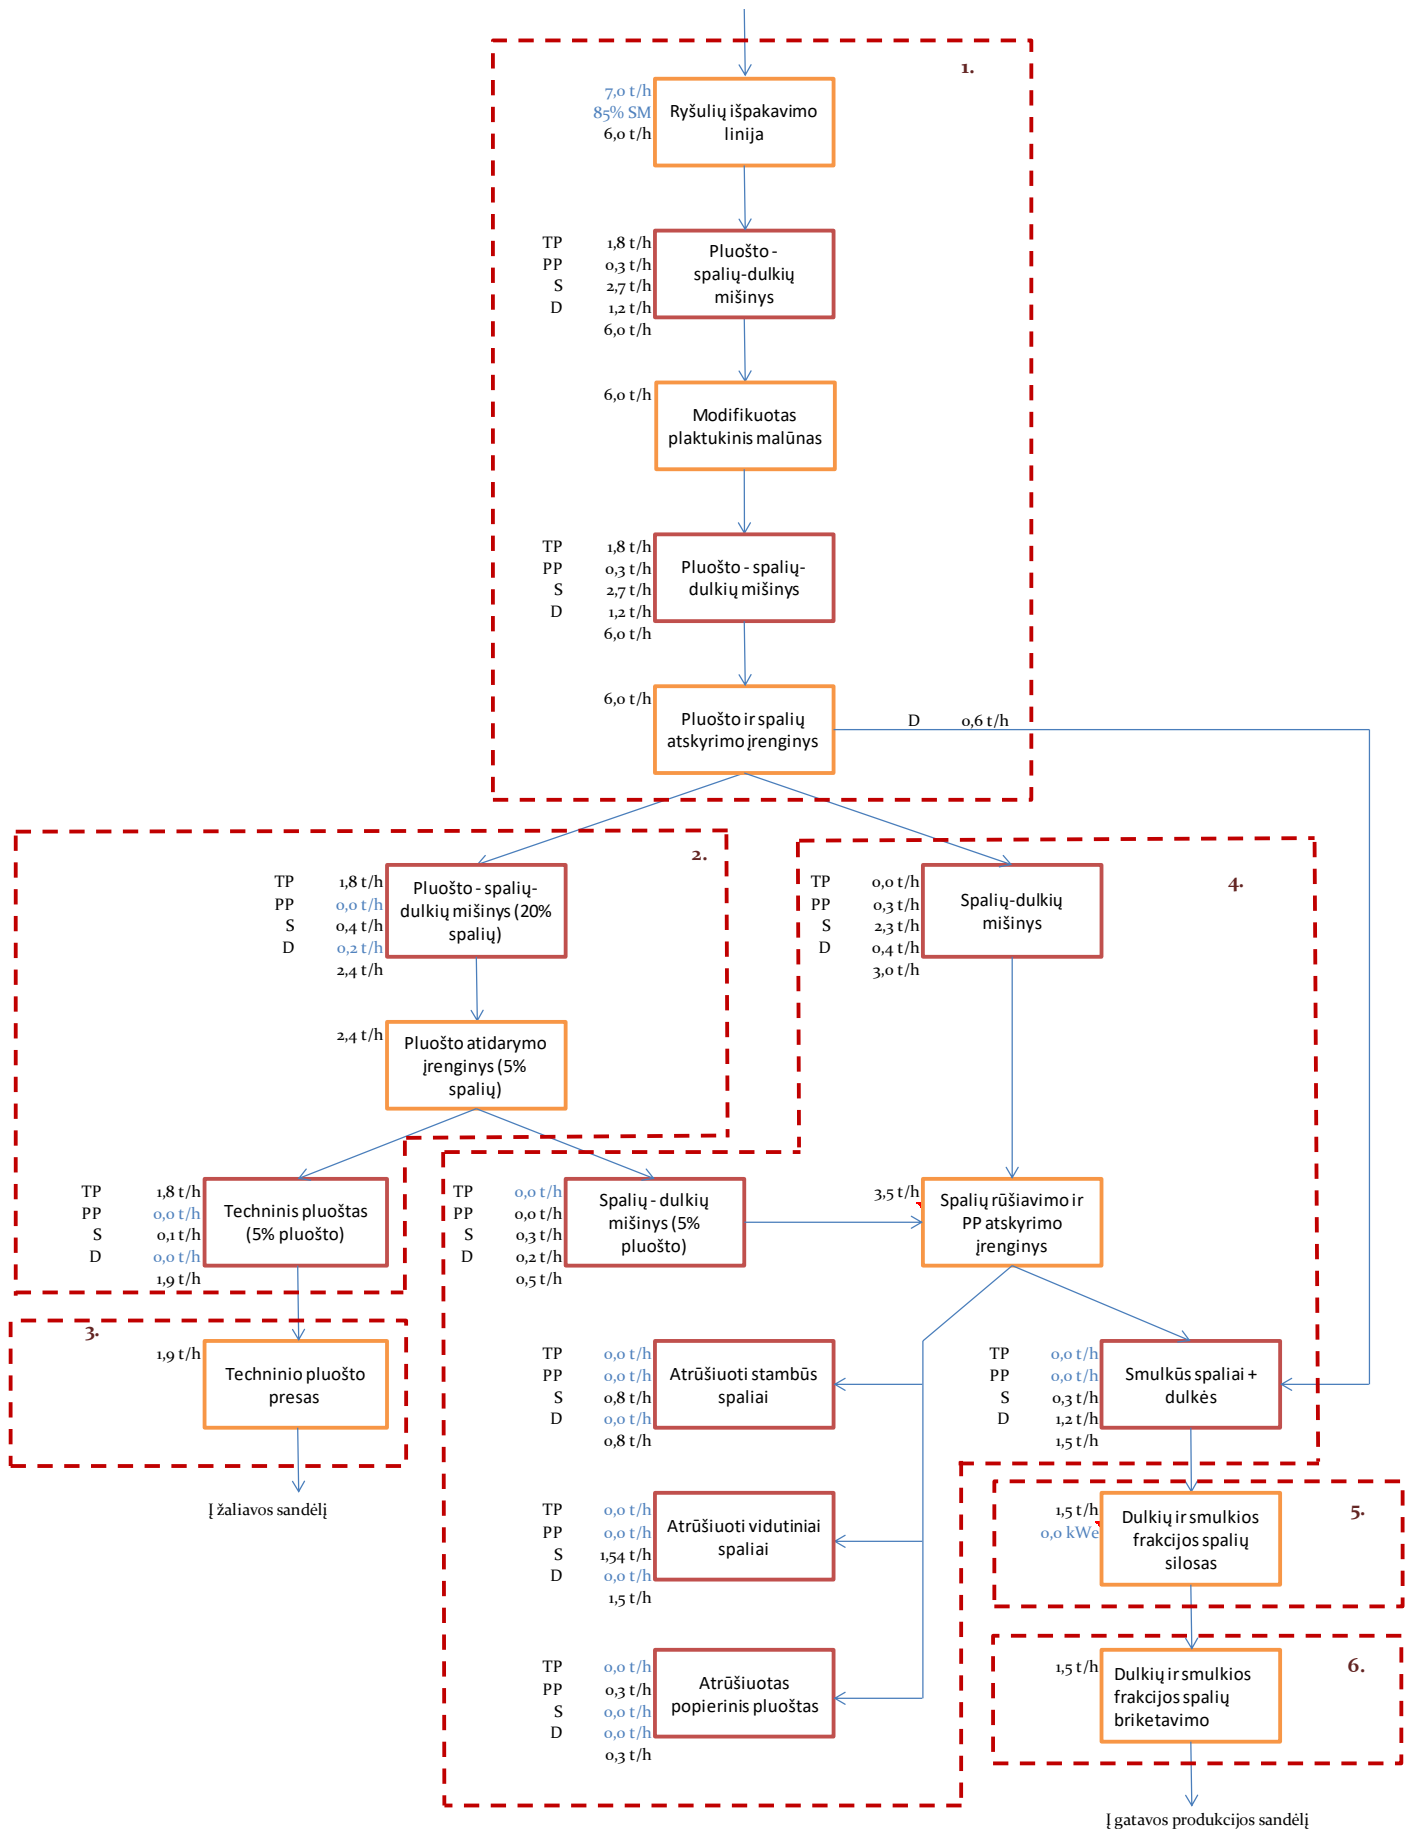 1.
7,0 t/h
85% SM
6,0 t/h
Ryšulių išpakavimo
linija
TP 1,8 t/h
PP 0,3 t/h
S 2,7 t/h
D 1,2 t/h
6,0 t/h
Pluošto -
spalių-dulkių
mišinys
6,0 t/h
Modifikuotas
plaktukinis malūnas
TP 1,8 t/h
PP 0,3 t/h
S 2,7 t/h
D 1,2 t/h
6,0 t/h
Pluošto - spalių-
dulkių mišinys
6,0 t/h
Pluošto ir spalių
atskyrimo įrenginys
D 0,6 t/h
2.
TP 1,8 t/h
PP 0,0 t/h
S 0,4 t/h
D 0,2 t/h
2,4 t/h
Pluošto - spalių-
dulkių mišinys (20%
spalių)
4.
TP 0,0 t/h
PP 0,3 t/h
S 2,3 t/h
D 0,4 t/h
3,0 t/h
Spalių-dulkių
mišinys
2,4 t/h
Pluošto atidarymo
įrenginys (5%
spalių)
TP 1,8 t/h
PP 0,0 t/h
S 0,1 t/h
D 0,0 t/h
1,9 t/h
Techninis pluoštas
(5% pluošto)
TP 0,0 t/h
PP 0,0 t/h
S 0,3 t/h
D 0,2 t/h
0,5 t/h
Spalių - dulkių
mišinys (5%
pluošto)
3,5 t/h
Spalių rūšiavimo ir
PP atskyrimo
įrenginys
3.
1,9 t/h
Techninio pluošto
presas
Į žaliavos sandėlį
TP 0,0 t/h
PP 0,0 t/h
S 0,8 t/h
D 0,0 t/h
0,8 t/h
Atrūšiuoti stambūs
spaliai
TP 0,0 t/h
PP 0,0 t/h
S 0,3 t/h
D 1,2 t/h
1,5 t/h
Smulkūs spaliai +
dulkės
TP 0,0 t/h
PP 0,0 t/h
S 1,54 t/h
D 0,0 t/h
1,5 t/h
Atrūšiuoti vidutiniai
spaliai
5.
1,5 t/h
0,0 kWe
Dulkių ir smulkios
frakcijos spalių
silosas
TP 0,0 t/h
PP 0,3 t/h
S 0,0 t/h
D 0,0 t/h
0,3 t/h
Atrūšiuotas
popierinis pluoštas
6.
1,5 t/h
Dulkių ir smulkios
frakcijos spalių
briketavimo
Į gatavos produkcijos sandėlį